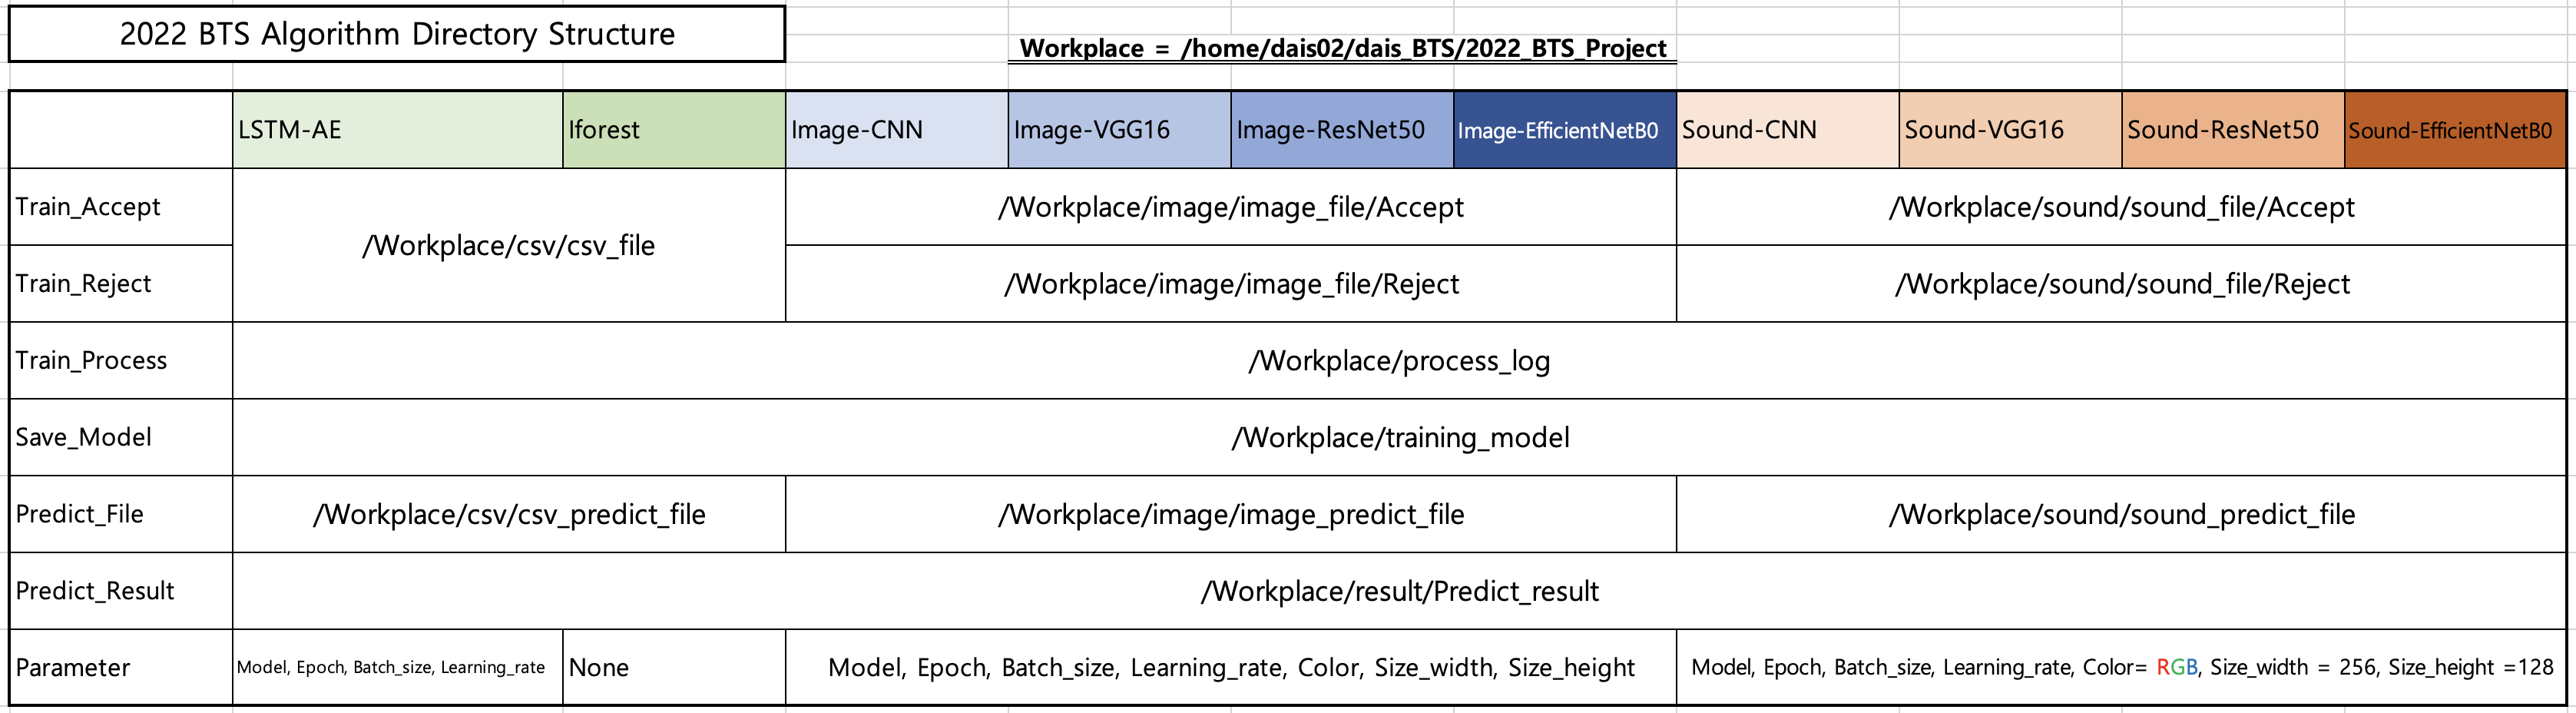 2022 BTS Algorithm Directory Structure
Workplace = /home/dais02/dais_BTS/2022_BTS_Project
LSTM-AE Iforest Image-CNN Image-VGG16 Image-ResNet50 Image-EfficientNetB0 Sound-CNN Sound-VGG16 Sound-ResNet50 Sound-EfficientNetB0
Train_Accept /Workplace/csv/csv_file /Workplace/image/image_file/Accept /Workplace/sound/sound_file/Accept
Train_Reject /Workplace/image/image_file/Reject /Workplace/sound/sound_file/Reject
Train_Process /Workplace/process_log
Save_Model /Workplace/training_model
Predict_File /Workplace/csv/csv_predict_file /Workplace/image/image_predict_file /Workplace/sound/sound_predict_file
Predict_Result /Workplace/result/Predict_result
Parameter Model, Epoch, Batch_size, Learning_rate None Model, Epoch, Batch_size, Learning_rate, Color, Size_width, Size_height Model, Epoch, Batch_size, Learning_rate, Color= RGB, Size_width = 256, Size_height =128